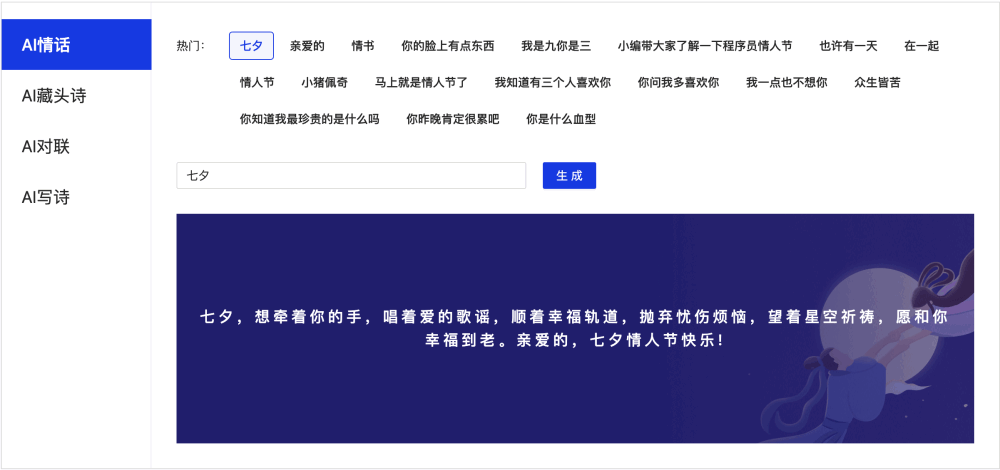 AI情话
AI藏头诗
AI对联
AI写诗
热门： 七夕 亲爱的 情书 你的脸上有点东西 我是九你是三 小编带大家了解一下程序员情人节 也许有一天 在一起
情人节 小猪佩奇 马上就是情人节了 我知道有三个人喜欢你 你问我多喜欢你 我一点也不想你 众生皆苦
你知道我最珍贵的是什么吗 你昨晚肯定很累吧 你是什么血型
七夕 生成
七夕，想牵着你的手，唱着爱的歌谣，顺着幸福轨道，抛弃忧伤烦恼，望着星空祈祷，愿和你
幸福到老。亲爱的，七夕情人节快乐！